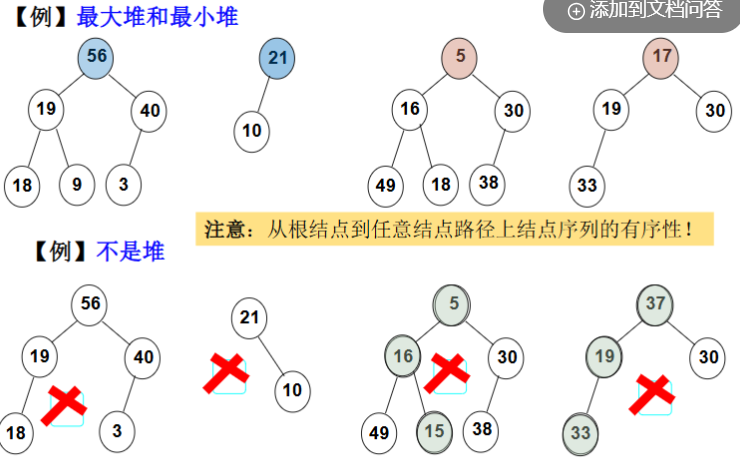 【例】最大堆和最小堆
添加到文档问答
56 21 5 17
19 40 16 30 19 30
10
18 9 3 49 18 38 33
注意：从根结点到任意结点路径上结点序列的有序性！
【例】不是堆
56 21 5 37
19 40 16 30 19 30
10
18 3 49 15 38 33